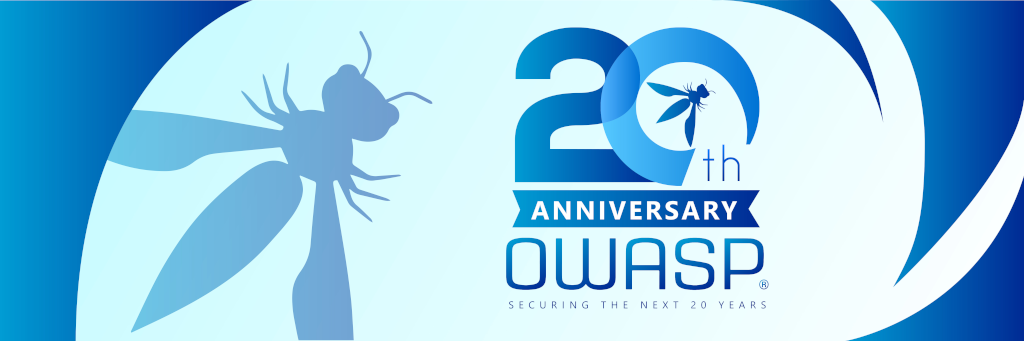 20th
ANNIVERSARY
OWASP®
SECURING THE NEXT 20 YEARS